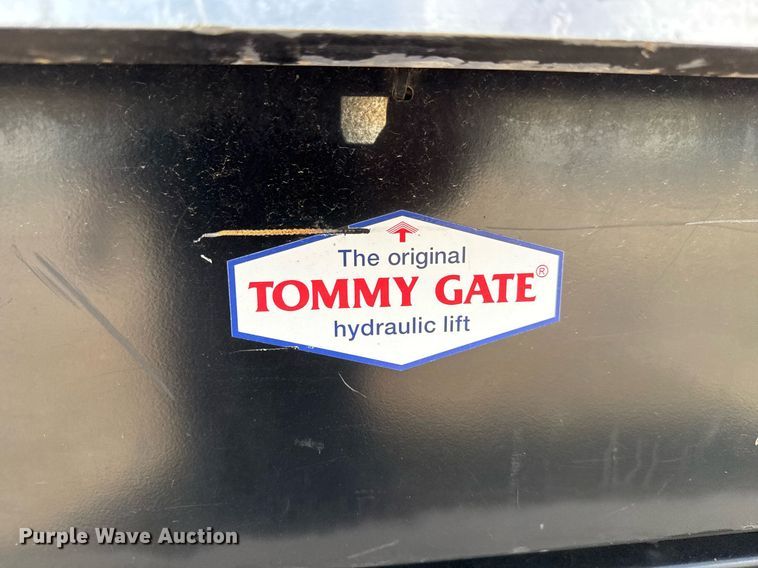 The original
TOMMY GATE®
hydraulic lift
Purple Wave Auction